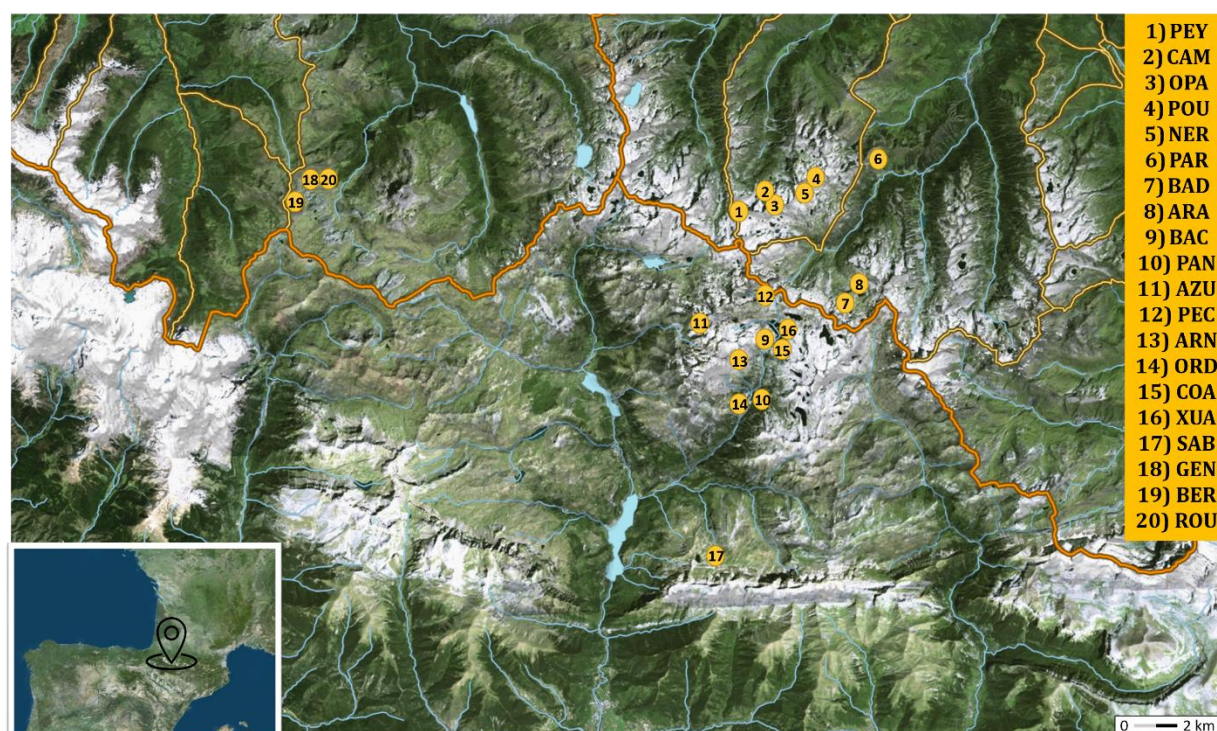 1) PEY
2) CAM
3) OPA
4) POU
5) NER
6) PAR
7) BAD
8) ARA
9) BAC
10) PAN
11) AZU
12) PEC
13) ARN
14) ORD
15) COA
16) XUA
17) SAB
18) GEN
19) BER
20) ROU
6
18 20
4
2
5
19
3
1
8
12
7
11
16
9
15
13
10
14
17
0 2 km